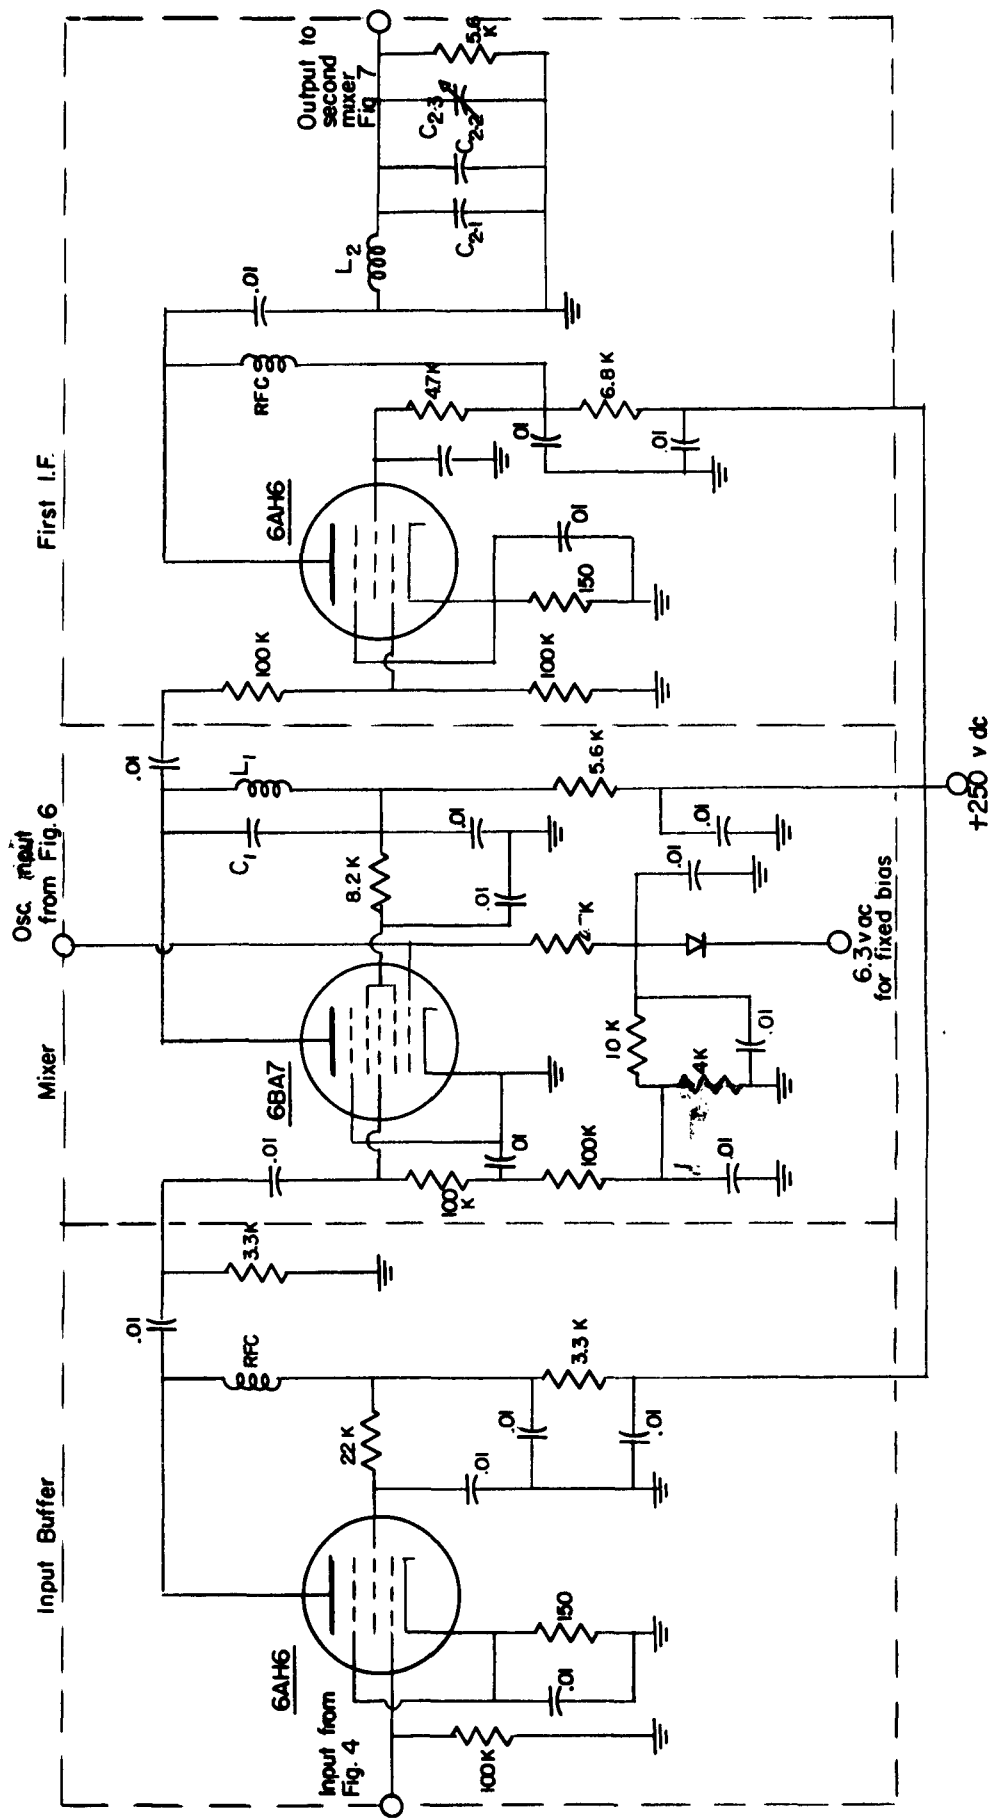 Input Buffer
Mixer
First I.F.
Input from
Fig. 4
100K
6AH6
.01
150
22 K
.01
.01
.01
3.3 K
RFC
.01
3.3K
.01
100
K
.01
100K
.01
6BA7
10 K
4K
.01
Osc. input
from Fig. 6
K
6.3 v ac
for fixed bias
.01
8.2 K
.01
.01
C1
L1
5.6 K
.01
+250 v dc
.01
100 K
100 K
6AH6
150
.01
47K
.01
6.8 K
.01
RFC
.01
L2
C2-1
C2-2
C2-3
5.6
K
Output to
second
mixer
Fig 7